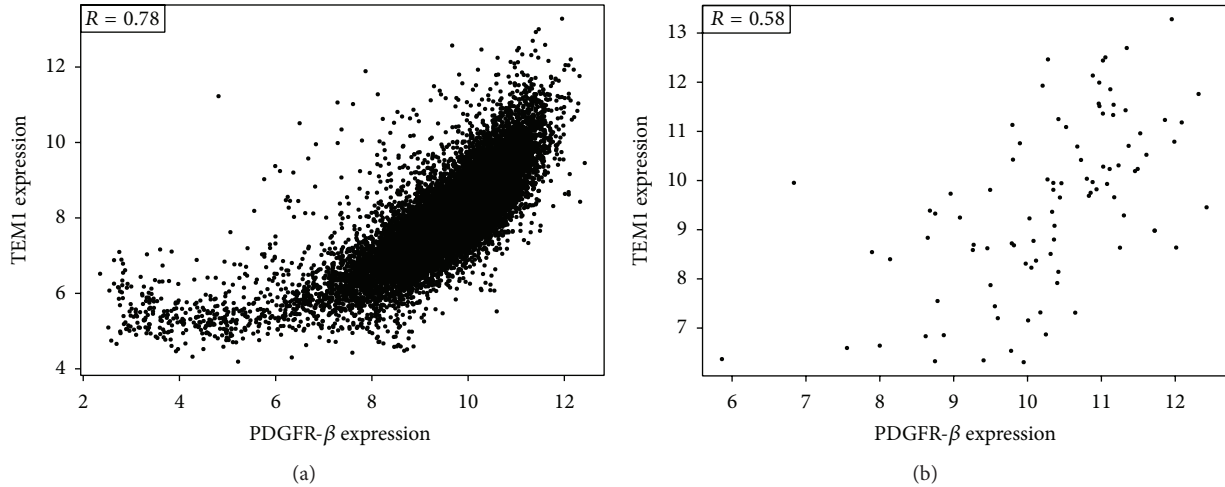 R = 0.78
TEM1 expression
12
10
8
6
4
2 4 6 8 10 12
PDGFR-β expression
(a)
R = 0.58
TEM1 expression
13
12
11
10
9
8
7
6 7 8 9 10 11 12
PDGFR-β expression
(b)